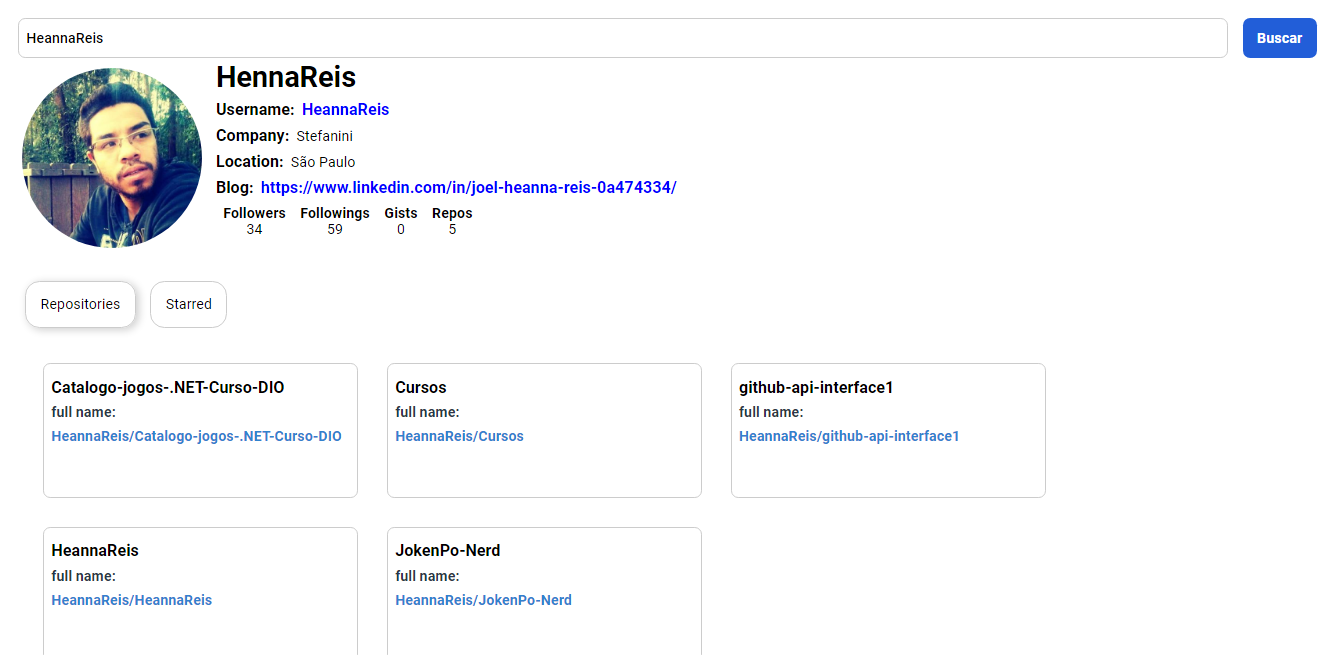 HeannaReis
Buscar
HennaReis
Username: HeannaReis
Company: Stefanini
Location: São Paulo
Blog: https://www.linkedin.com/in/joel-heanna-reis-0a474334/
Followers Followings Gists Repos
34 59 0 5
Repositories Starred
Catalogo-jogos-.NET-Curso-DIO
full name:
HeannaReis/Catalogo-jogos-.NET-Curso-DIO
Cursos
full name:
HeannaReis/Cursos
github-api-interface1
full name:
HeannaReis/github-api-interface1
HeannaReis
full name:
HeannaReis/HeannaReis
JokenPo-Nerd
full name:
HeannaReis/JokenPo-Nerd